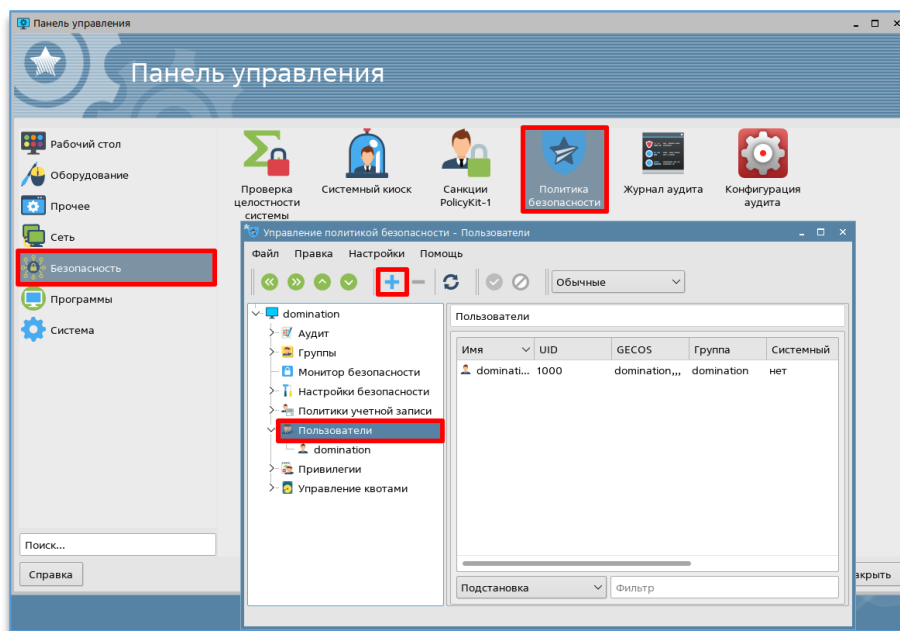 Панель управления
Панель управления
Рабочий стол
Оборудование
Прочее
Сеть
Безопасность
Программы
Система
Поиск...
Справка
Проверка
целостности
системы
Системный киоск
Санкции
PolicyKit-1
Политика
безопасности
Журнал аудита
Конфигурация
аудита
Управление политикой безопасности - Пользователи
Файл Правка Настройки Помощь
Обычные
domination
Аудит
Группы
Монитор безопасности
Настройки безопасности
Политики учетной записи
Пользователи
domination
Привилегии
Управление квотами
Пользователи
Имя UID GECOS Группа Системный
dominati... 1000 domination,,, domination нет
Подстановка Фильтр
акрыть